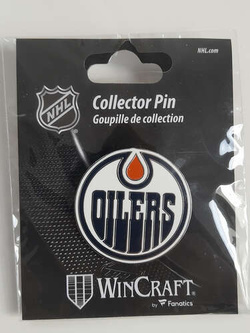 NHL.com
NHL
Collector Pin
Goupille de collection
OILERS
WINCRAFT
by Fanatics